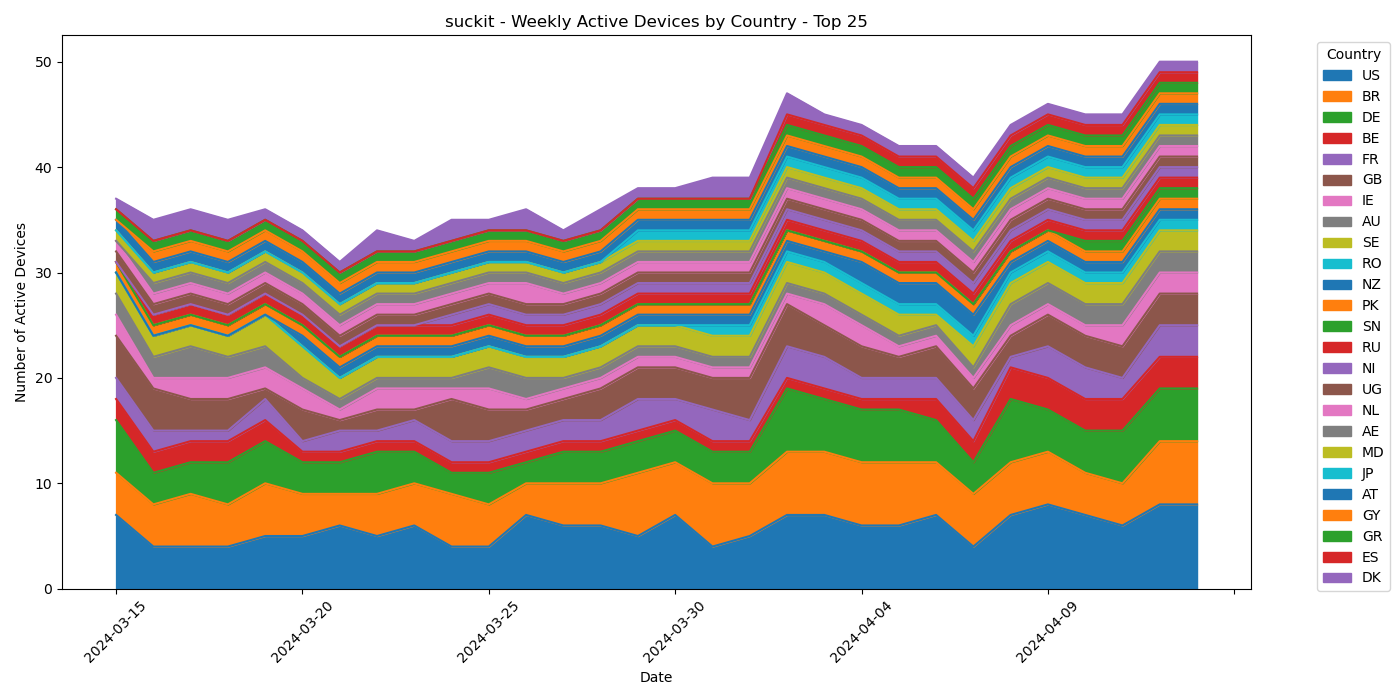 suckit - Weekly Active Devices by Country - Top 25
Number of Active Devices
50
40
30
20
10
0
2024-03-15
2024-03-20
2024-03-25
2024-03-30
2024-04-04
2024-04-09
Date
Country
US
BR
DE
BE
FR
GB
IE
AU
SE
RO
NZ
PK
SN
RU
NI
UG
NL
AE
MD
JP
AT
GY
GR
ES
DK